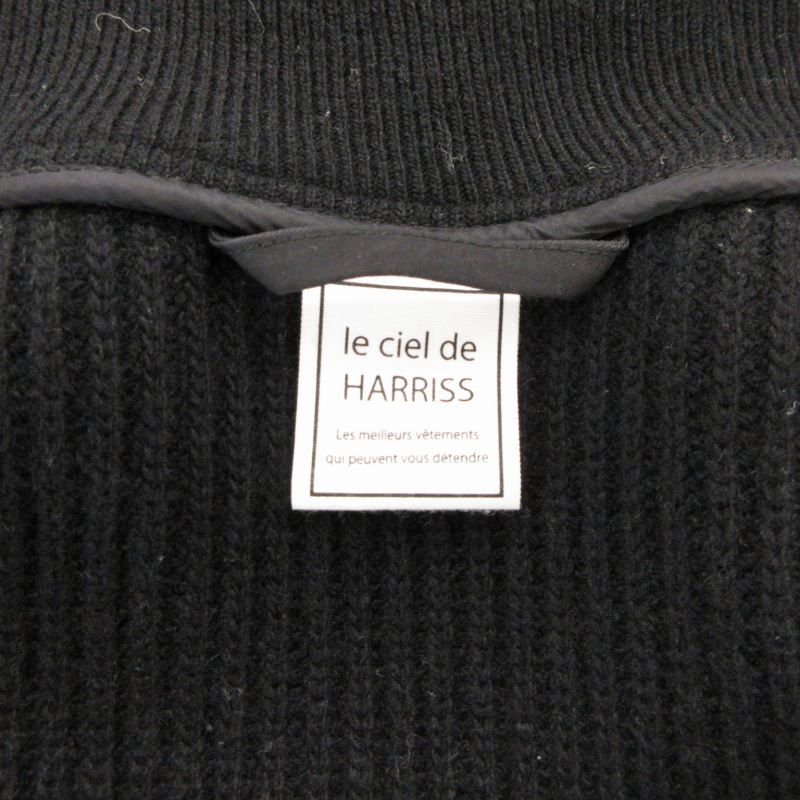 le ciel de
HARRISS
Les meilleurs vêtements
qui peuvent vous détendre